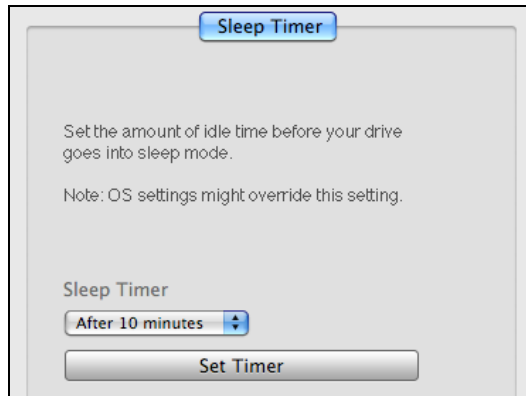 Sleep Timer
Set the amount of idle time before your drive
goes into sleep mode.
Note: OS settings might override this setting.
Sleep Timer
After 10 minutes
Set Timer